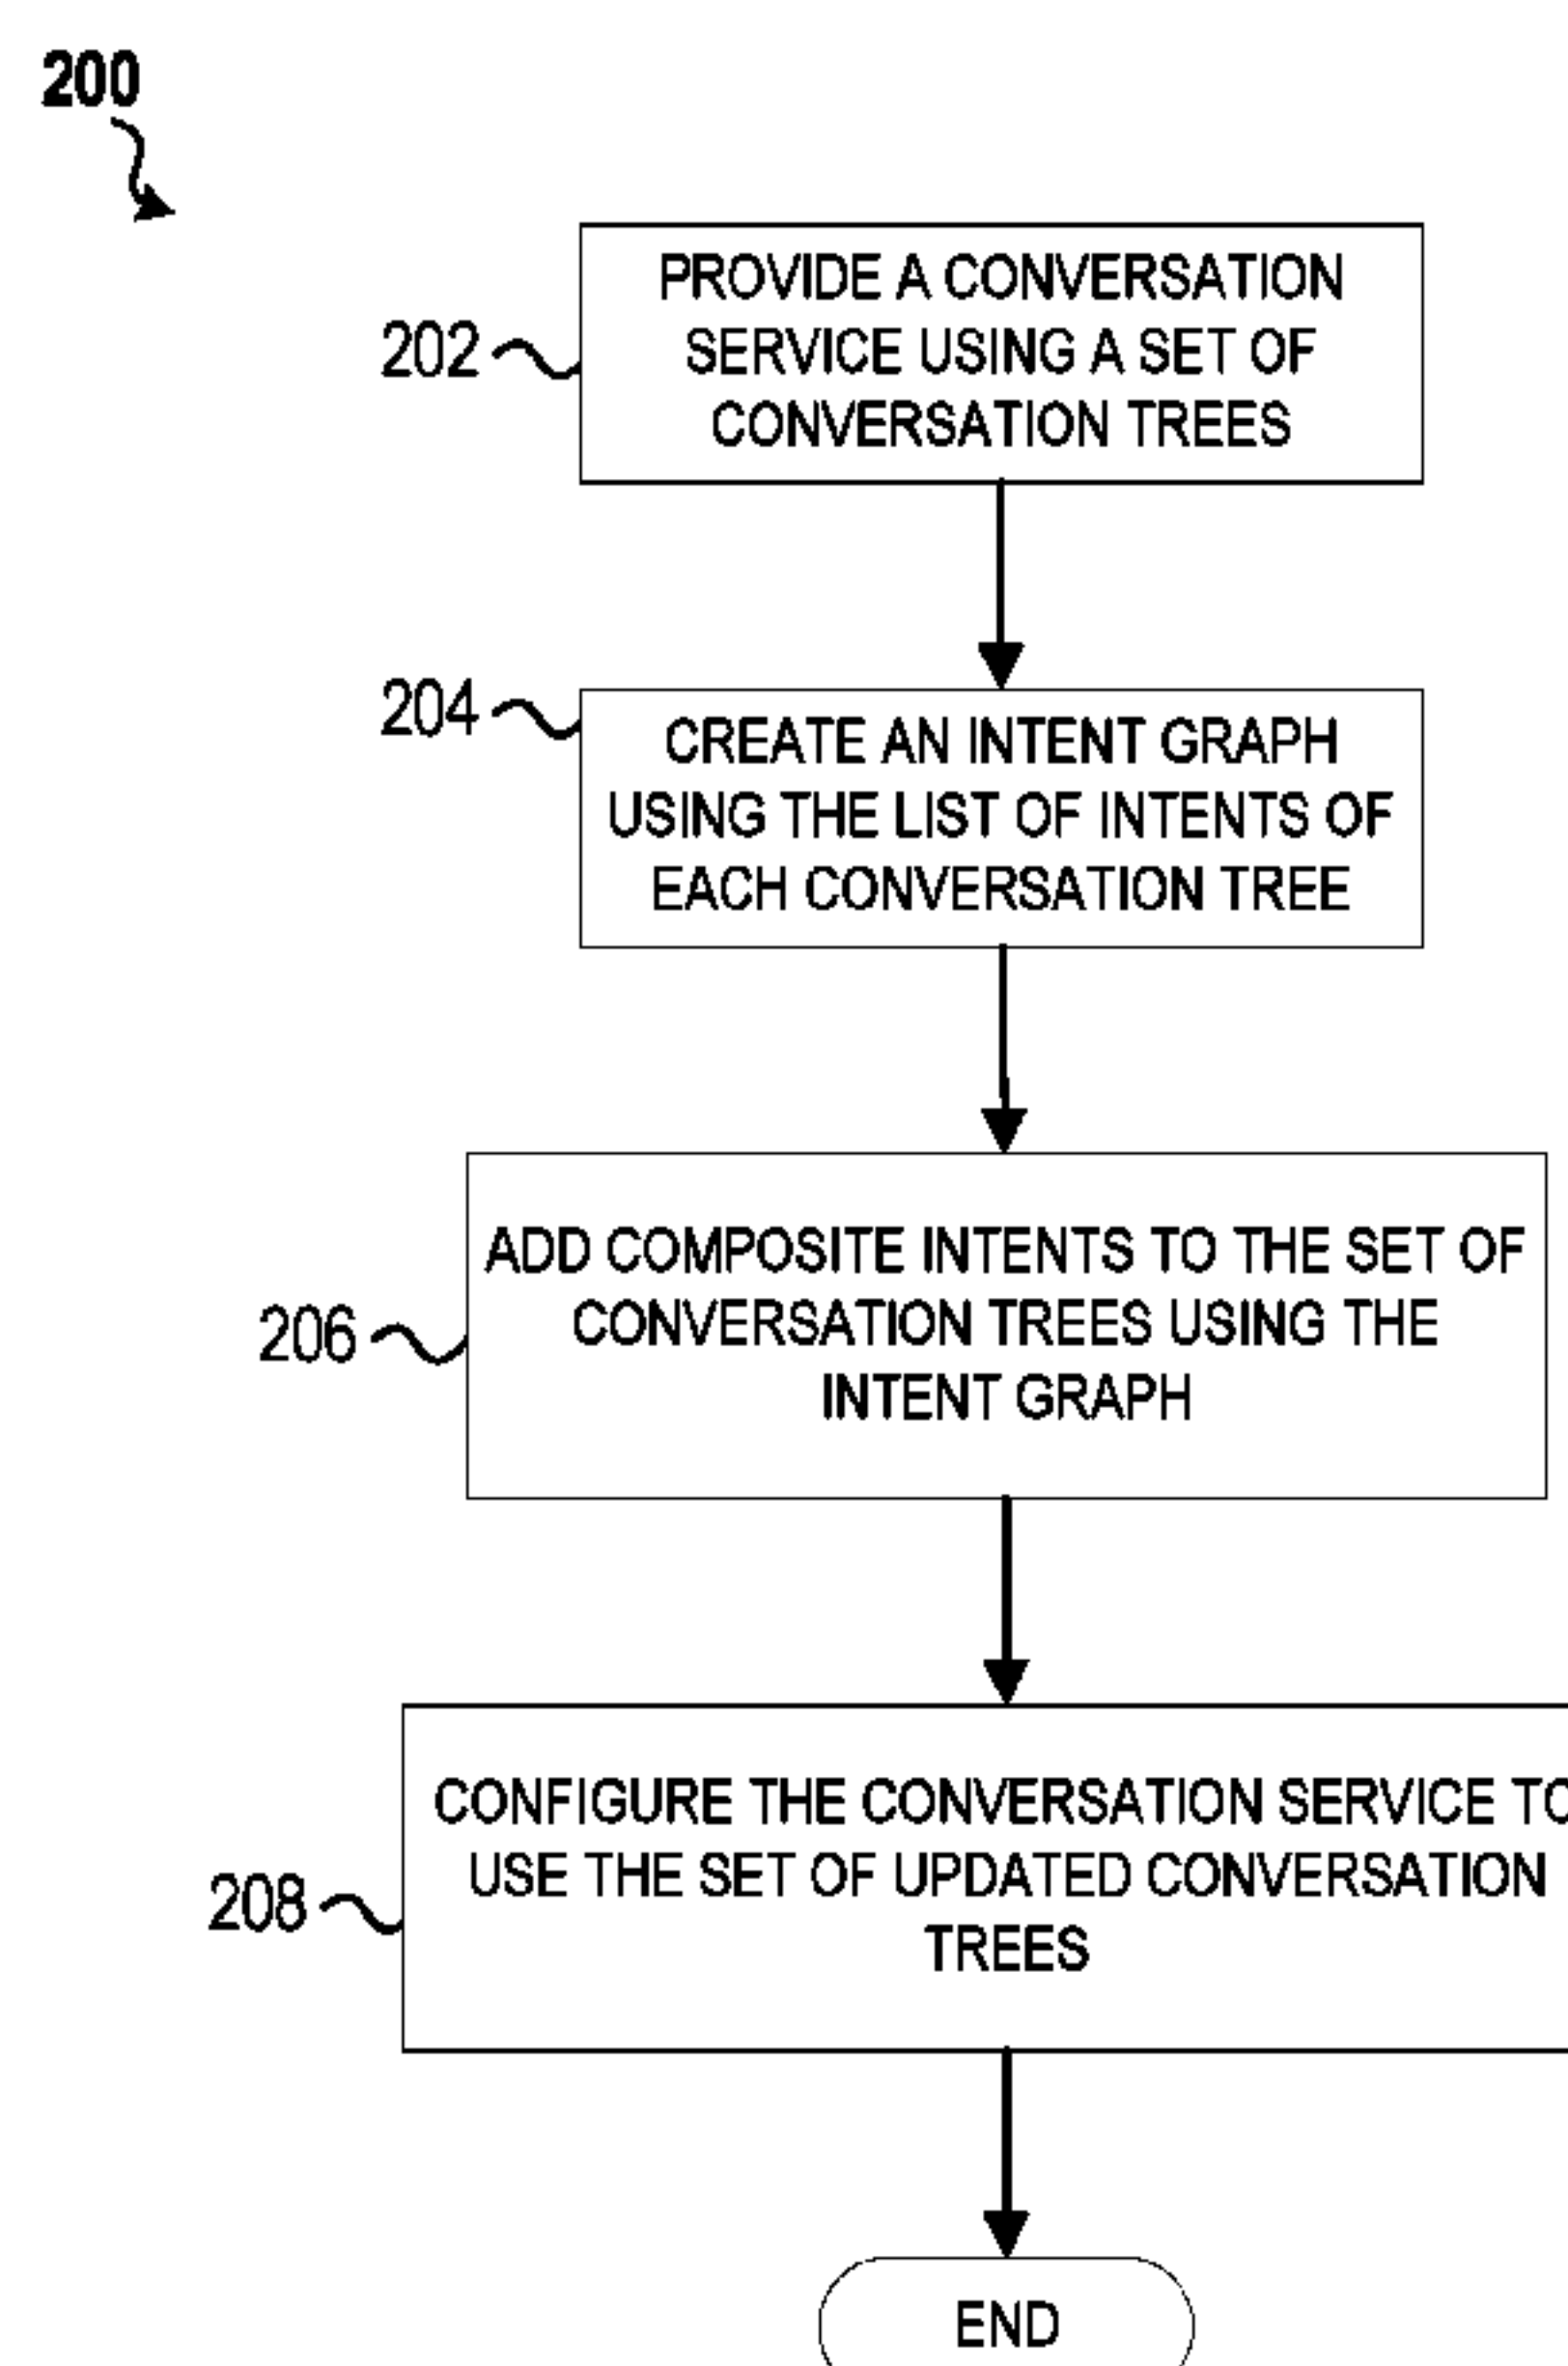 200
202
PROVIDE A CONVERSATION
SERVICE USING A SET OF
CONVERSATION TREES
204
CREATE AN INTENT GRAPH
USING THE LIST OF INTENTS OF
EACH CONVERSATION TREE
206
ADD COMPOSITE INTENTS TO THE SET OF
CONVERSATION TREES USING THE
INTENT GRAPH
208
CONFIGURE THE CONVERSATION SERVICE TO
USE THE SET OF UPDATED CONVERSATION
TREES
END